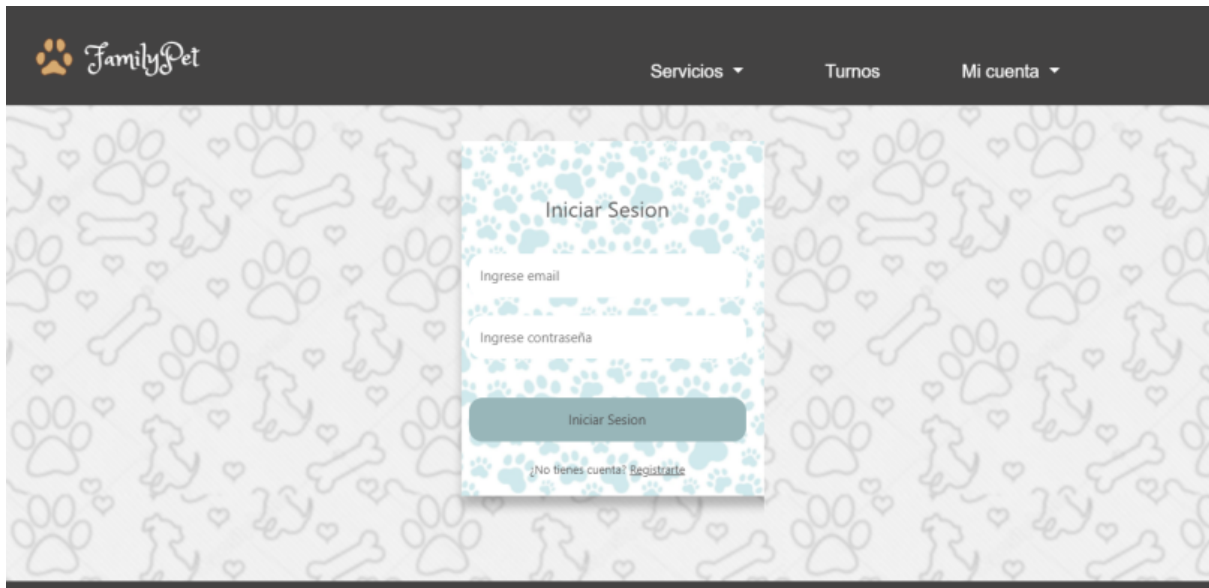 FamilyPet
Servicios Turnos Mi cuenta
Iniciar Sesion
Ingrese email
Ingrese contraseña
Iniciar Sesion
¿No tienes cuenta? Registrarte